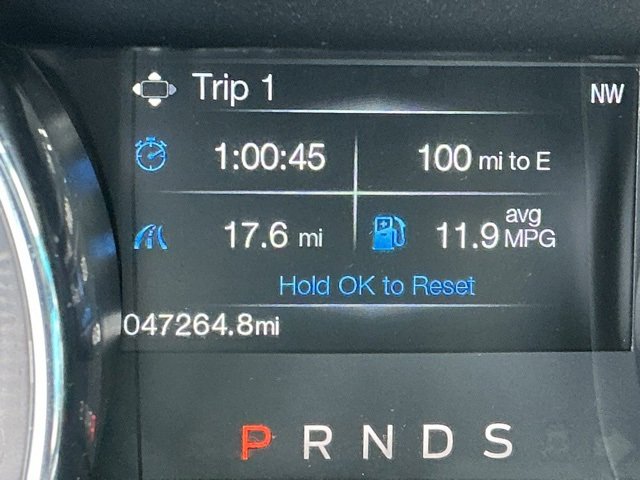 Trip 1
NW
1:00:45
100 mi to E
17.6 mi
11.9 avg MPG
Hold OK to Reset
047264.8mi
P R N D S